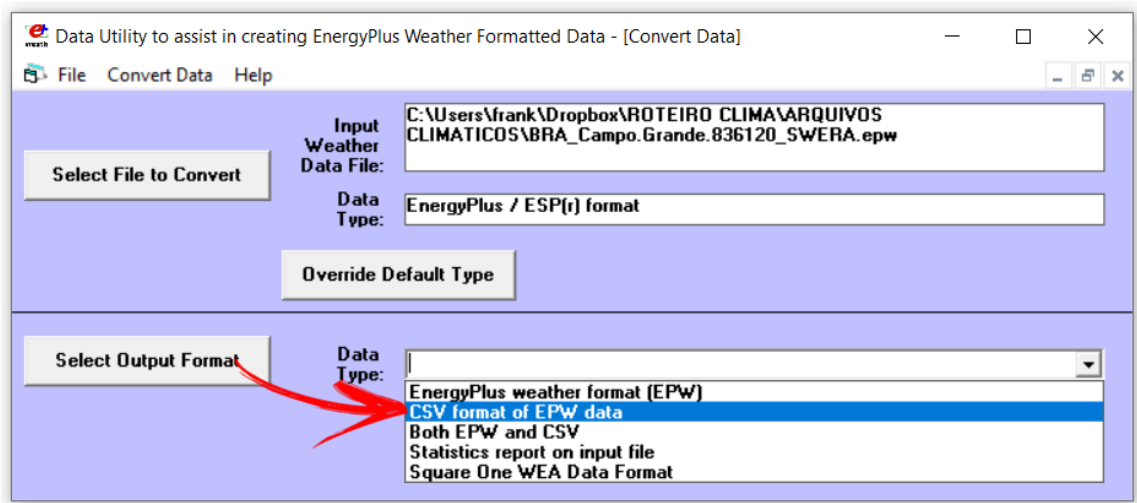 Data Utility to assist in creating EnergyPlus Weather Formatted Data - [Convert Data]
File Convert Data Help
Select File to Convert
Input
Weather
Data File:
C:\Users\frank\Dropbox\ROTEIRO CLIMA\ARQUIVOS
CLIMATICOS\BRA_Campo.Grande.836120_SWERA.epw
Data
Type:
EnergyPlus / ESP(r) format
Override Default Type
Select Output Format
Data
Type:
EnergyPlus weather format (EPW)
CSV format of EPW data
Both EPW and CSV
Statistics report on input file
Square One WEA Data Format